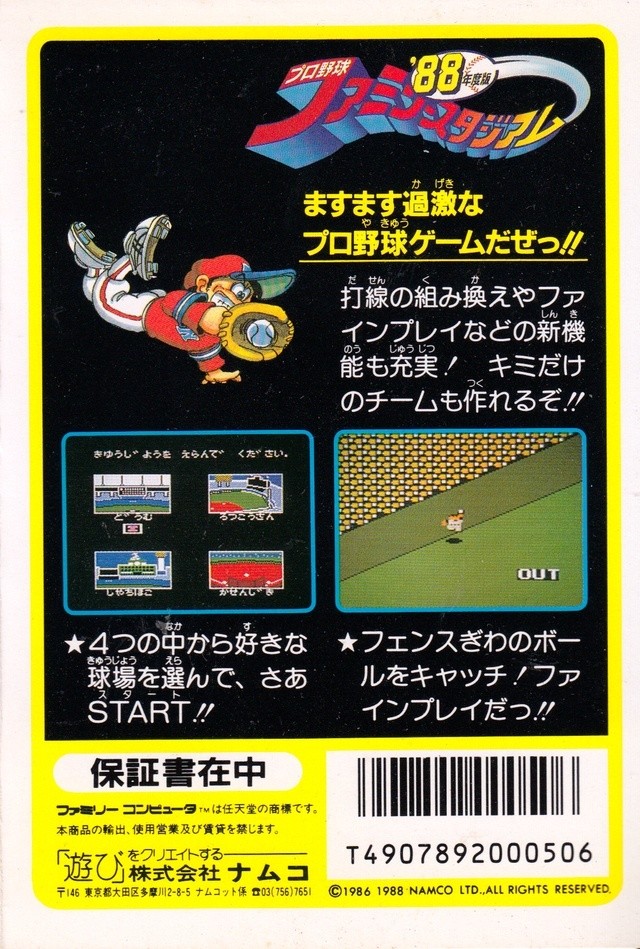 プロ野球
'88年度版
ファミリースタジアム
ますます過激な
プロ野球ゲームだぜっ!!
打線の組み換えやファ
インプレイなどの新機
能も充実! キミだけ
のチームも作れるぞ!!
きゆうじようを えらんで ください。
どうむ
ろつこうさん
しゃちほこ
かせんしき
OUT
★4つの中から好きな
球場を選んで、さあ
START!!
★フェンスぎわのボー
ルをキャッチ!ファ
インプレイだっ!!
保証書在中
ファミリーコンピュータ™は任天堂の商標です。
本商品の輸出、使用営業及び賃貸を禁じます。
「遊び」をクリエイトする
株式会社 ナムコ
〒146 東京都大田区多摩川2-8-5 ナムコット係 ☎03(756)7651
T4907892000506
©1986 1988 NAMCO LTD.,ALL RIGHTS RESERVED.